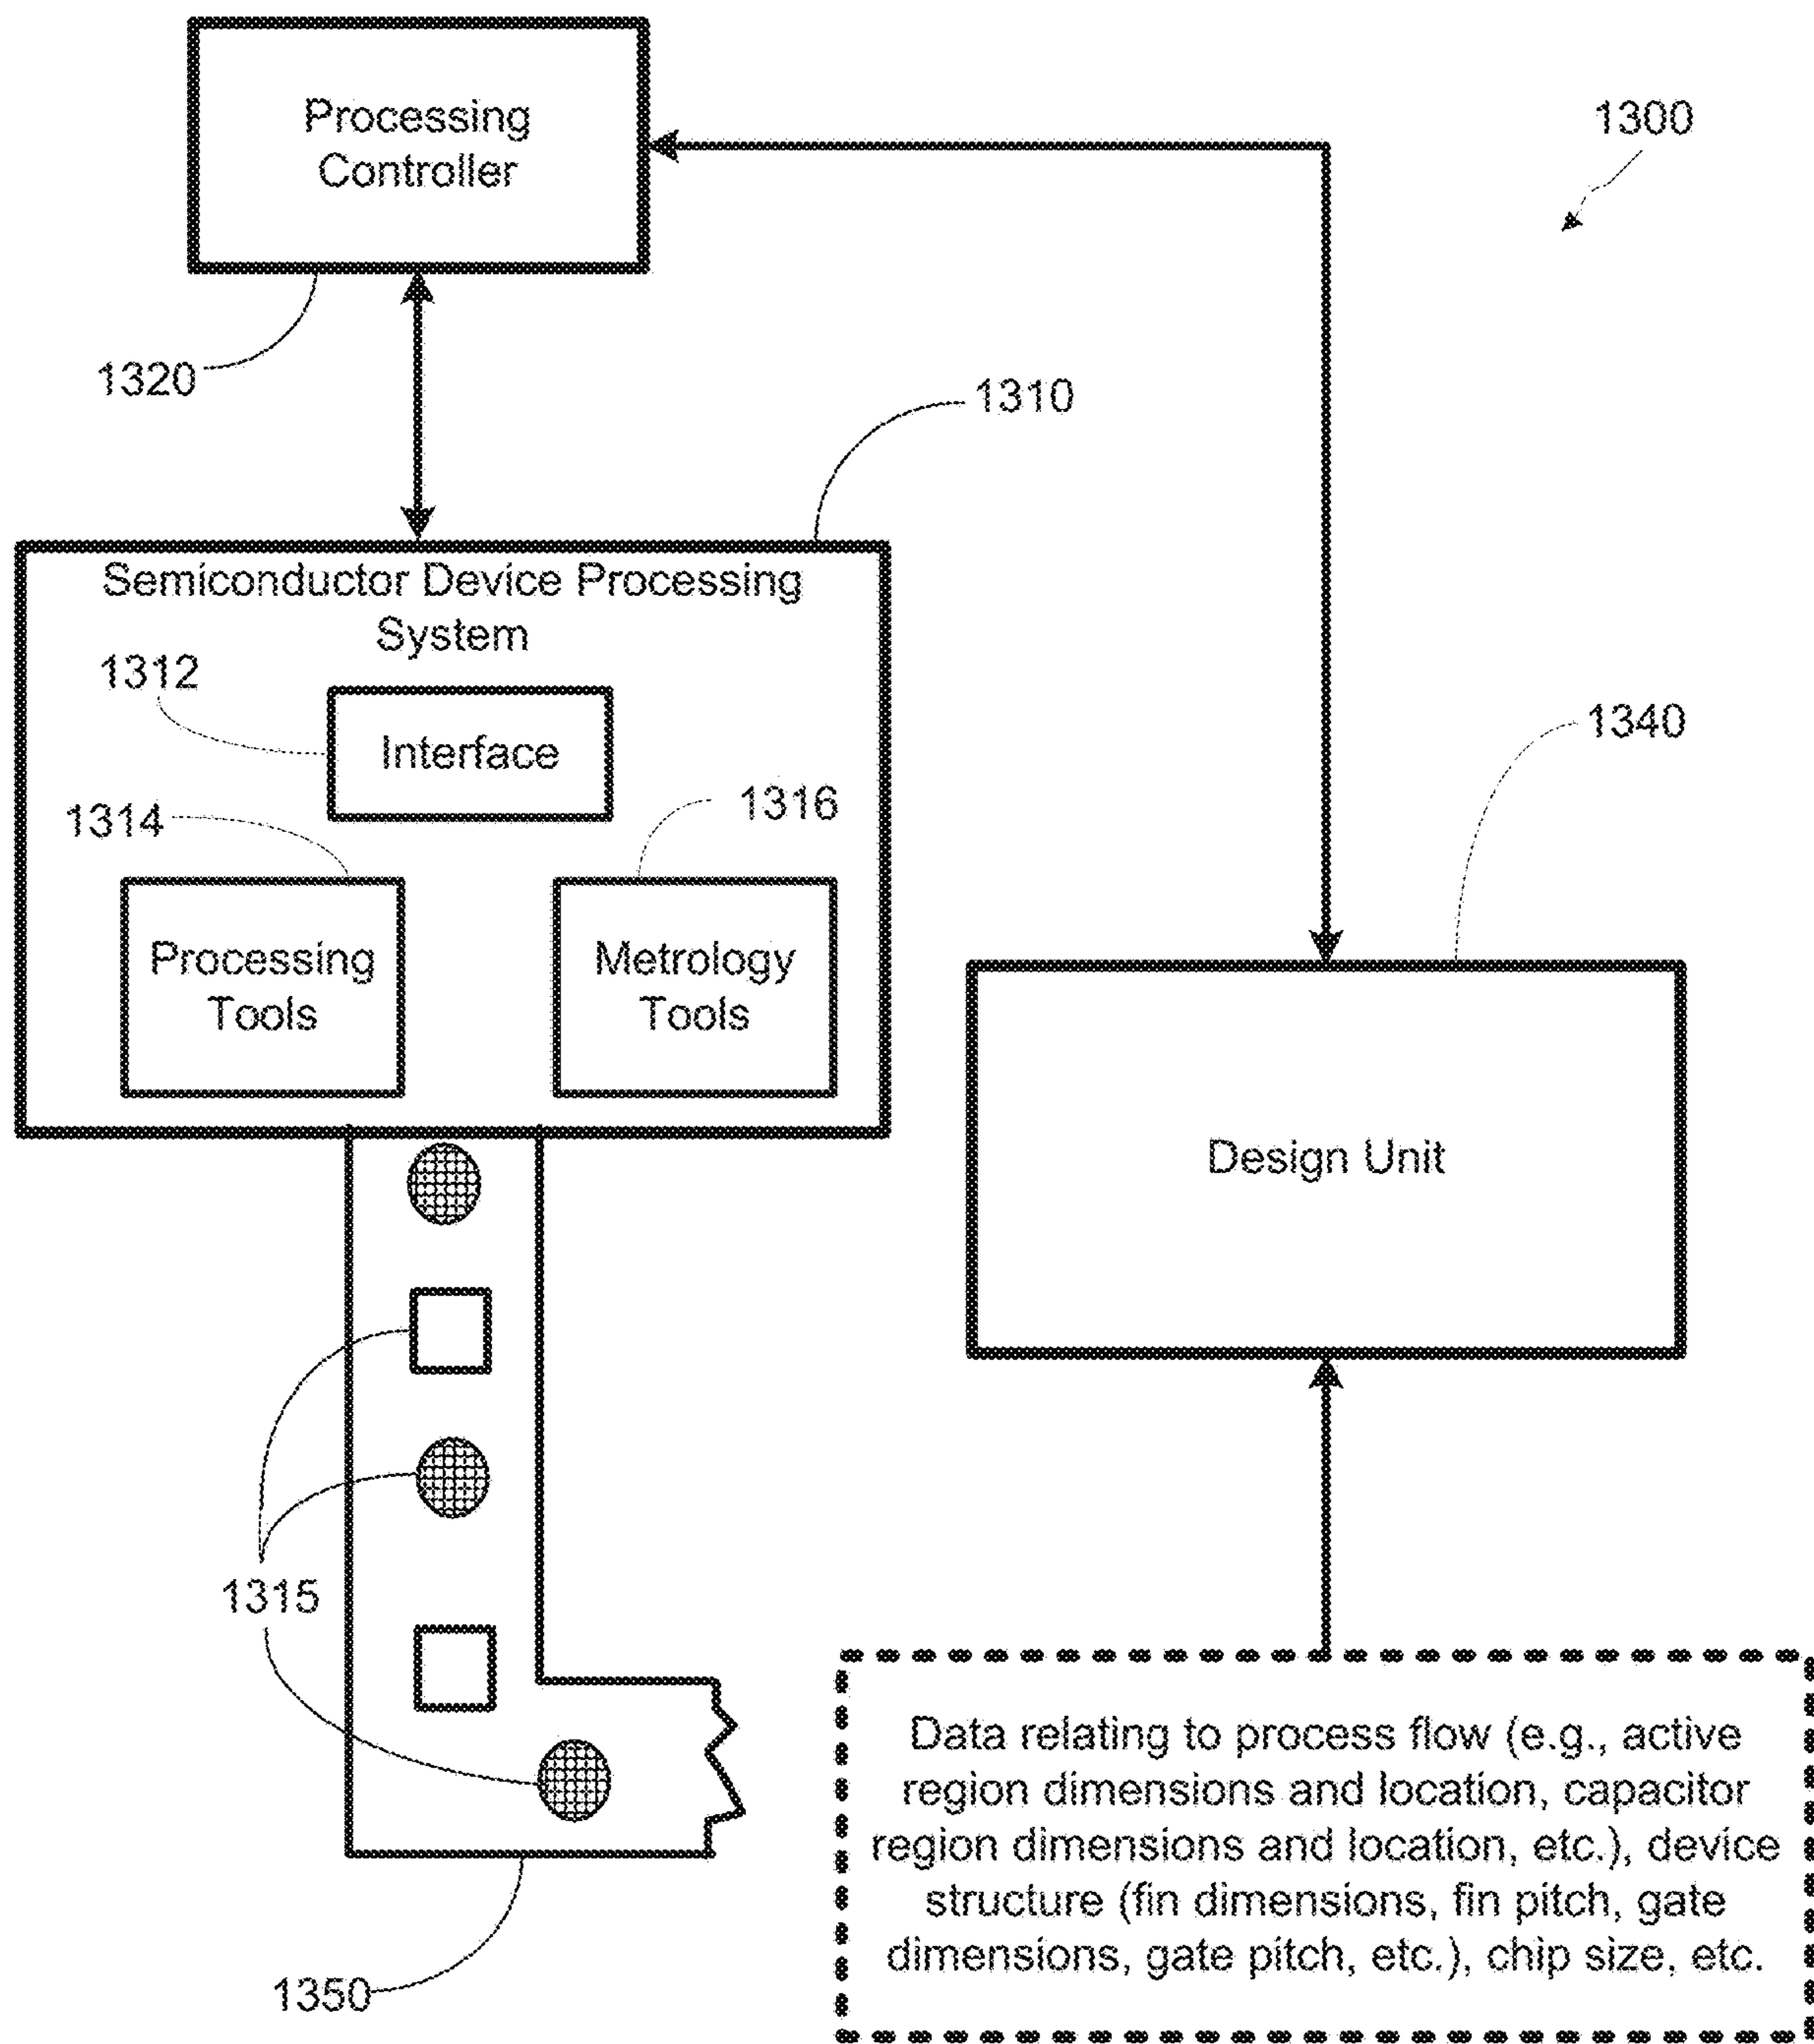 Processing
Controller
1300
1320
1310
Semiconductor Device Processing
System
1312
Interface
1340
1314
1316
Processing
Tools
Metrology
Tools
Design Unit
1315
Data relating to process flow (e.g., active
region dimensions and location, capacitor
region dimensions and location, etc.), device
structure (fin dimensions, fin pitch, gate
dimensions, gate pitch, etc.), chip size, etc.
1350